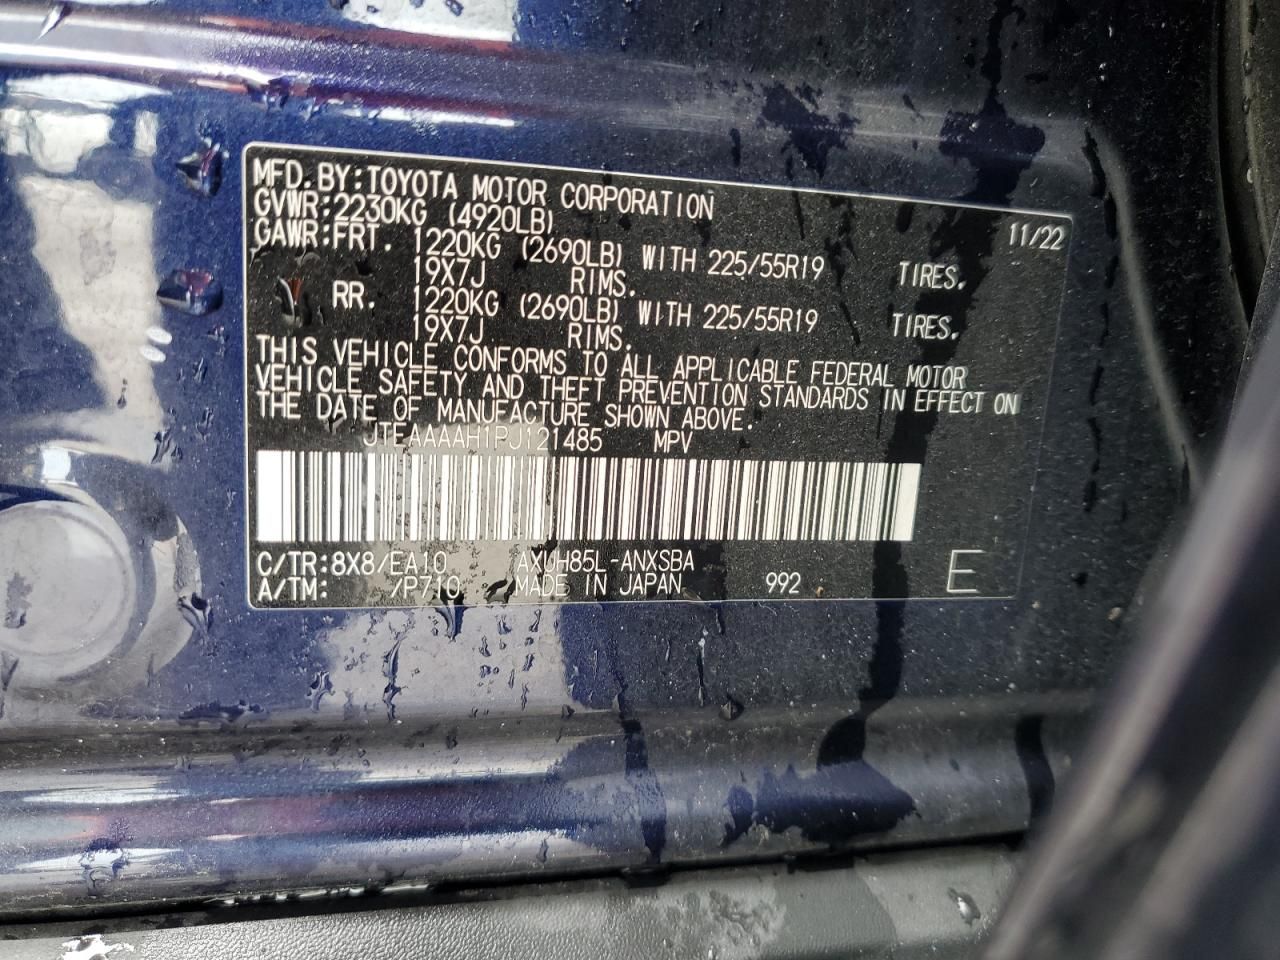 MFD. BY: TOYOTA MOTOR CORPORATION 11/22
GVWR: 2230KG (4920LB)
GAWR: FRT. 1220KG (2690LB) WITH 225/55R19 TIRES.
19X7J RIMS.
RR. 1220KG (2690LB) WITH 225/55R19 TIRES.
19X7J RIMS.
THIS VEHICLE CONFORMS TO ALL APPLICABLE FEDERAL MOTOR
VEHICLE SAFETY AND THEFT PREVENTION STANDARDS IN EFFECT ON
THE DATE OF MANUFACTURE SHOWN ABOVE.
JTEAAAAH1PJ121485 MPV
C/TR: 8X8/EA10 AXUH85L-ANXSBA
A/TM: /P710 MADE IN JAPAN 992 E